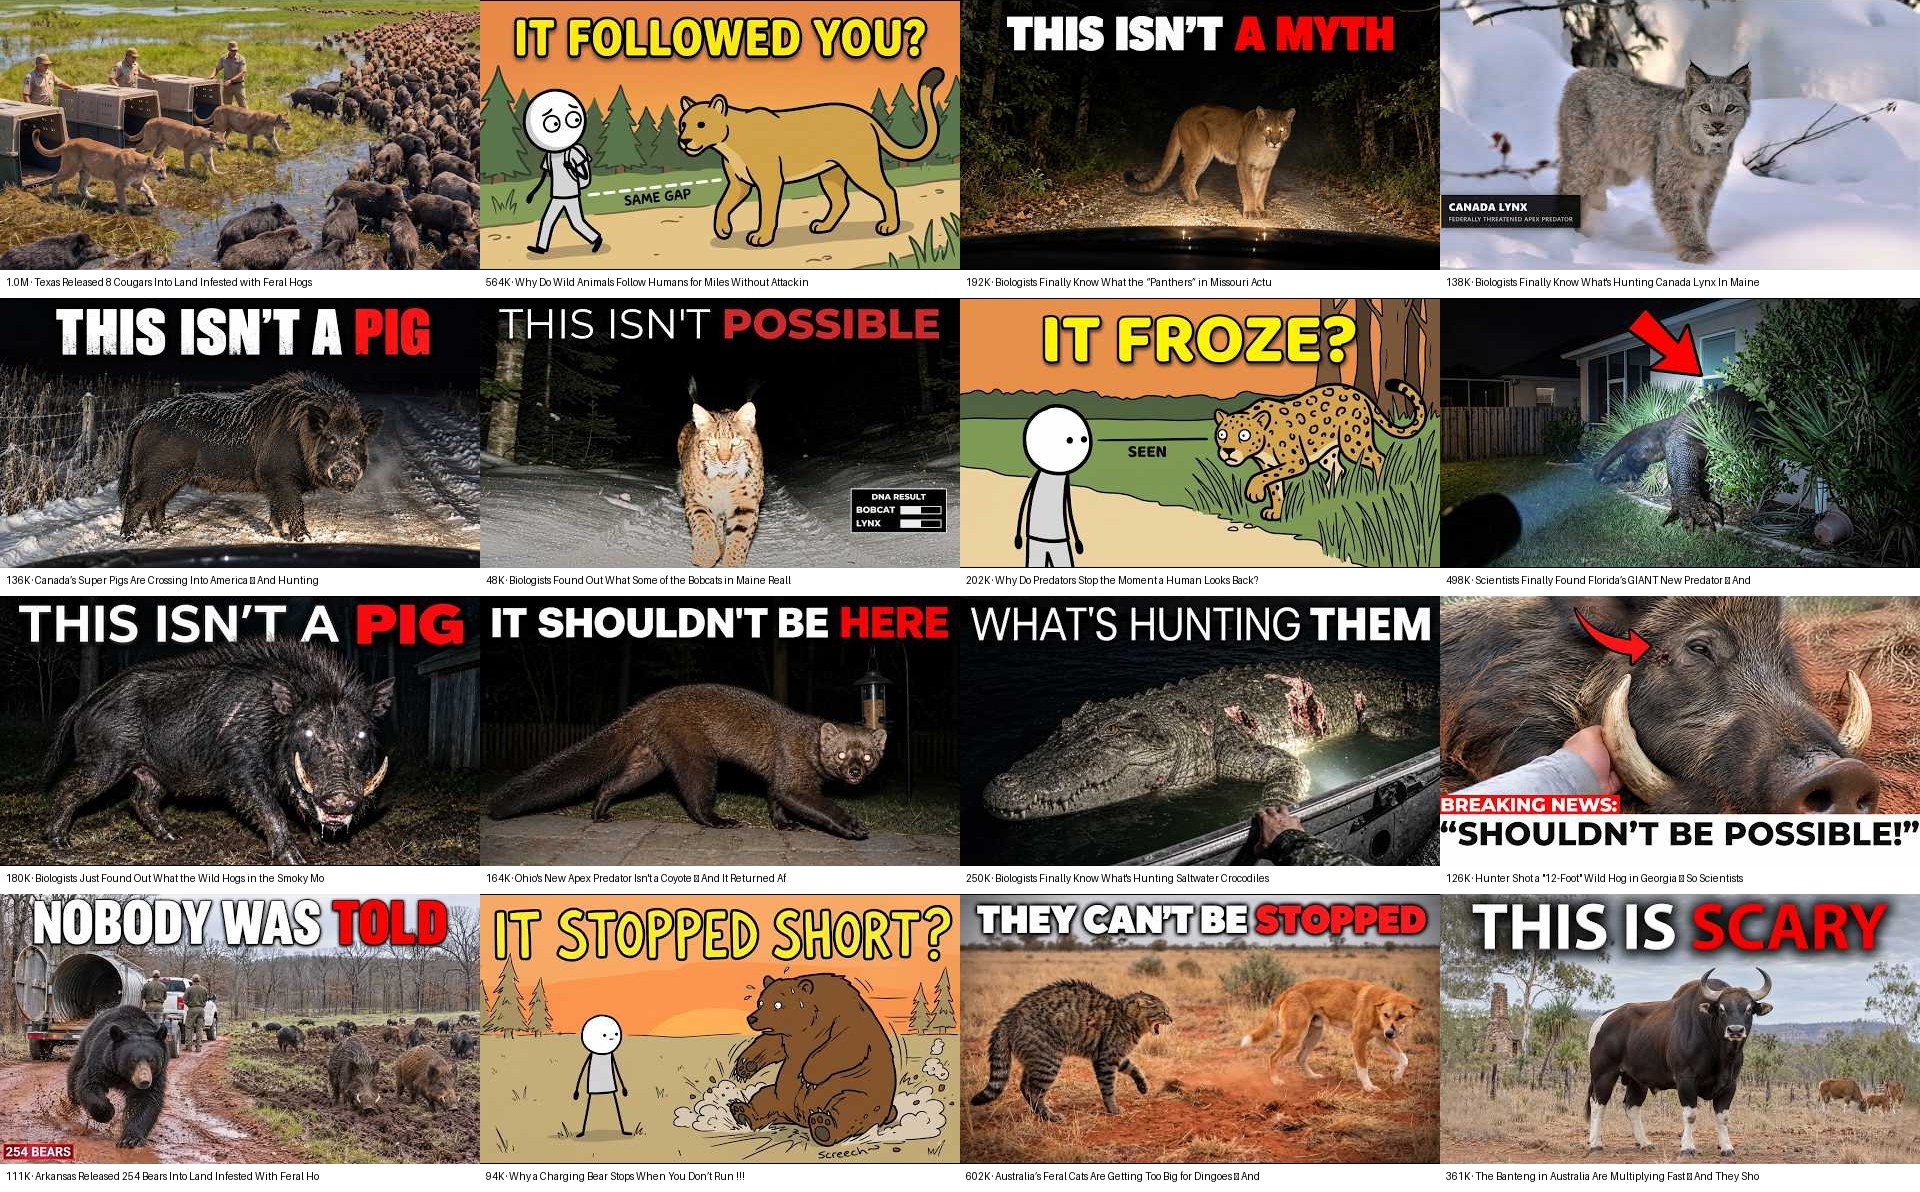 IT FOLLOWED YOU?
SAME GAP
THIS ISN'T A MYTH
CANADA LYNX
FEDERALLY THREATENED APEX PREDATOR
1.0M · Texas Released 8 Cougars Into Land Infested with Feral Hogs
564K · Why Do Wild Animals Follow Humans for Miles Without Attackin
192K · Biologists Finally Know What the "Panthers" in Missouri Actu
138K · Biologists Finally Know What's Hunting Canada Lynx In Maine
THIS ISN'T A PIG
THIS ISN'T POSSIBLE
DNA RESULT
BOBCAT
LYNX
IT FROZE?
SEEN
136K · Canada's Super Pigs Are Crossing Into America And Hunting
48K · Biologists Found Out What Some of the Bobcats in Maine Reall
202K · Why Do Predators Stop the Moment a Human Looks Back?
498K · Scientists Finally Found Florida's GIANT New Predator And
THIS ISN'T A PIG
IT SHOULDN'T BE HERE
WHAT'S HUNTING THEM
BREAKING NEWS:
"SHOULDN'T BE POSSIBLE!"
180K · Biologists Just Found Out What the Wild Hogs in the Smoky Mo
164K · Ohio's New Apex Predator Isn't a Coyote And It Returned Af
250K · Biologists Finally Know What's Hunting Saltwater Crocodiles
126K · Hunter Shot a "12-Foot" Wild Hog in Georgia So Scientists
NOBODY WAS TOLD
254 BEARS
IT STOPPED SHORT?
Screech
THEY CAN'T BE STOPPED
THIS IS SCARY
111K · Arkansas Released 254 Bears Into Land Infested With Feral Ho
94K · Why a Charging Bear Stops When You Don't Run !!!
602K · Australia's Feral Cats Are Getting Too Big for Dingoes And
361K · The Banteng in Australia Are Multiplying Fast And They Sho